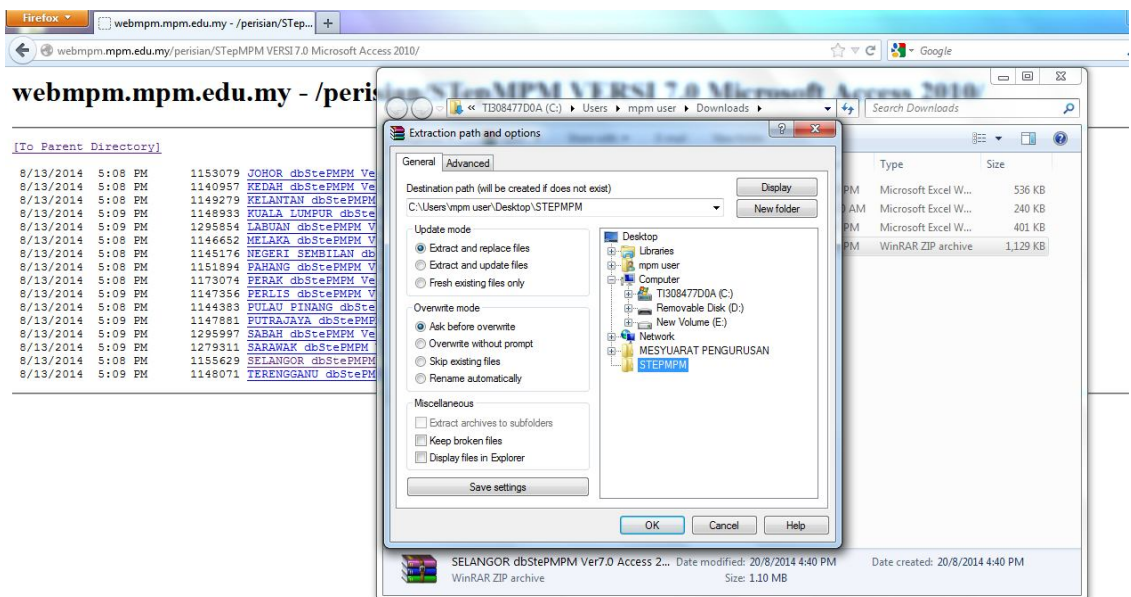 Firefox
webmpm.mpm.edu.my - /perisian/STep...
webmpm.mpm.edu.my/perisian/STepMPM VERSI 7.0 Microsoft Access 2010/
Google
webmpm.mpm.edu.my - /perisian/STepMPM VERSI 7.0 Microsoft Access 2010/
[To Parent Directory]
8/13/2014 5:08 PM 1153079 JOHOR dbStePMPM Ve
8/13/2014 5:08 PM 1140957 KEDAH dbStePMPM Ve
8/13/2014 5:08 PM 1149279 KELANTAN dbStePMPM
8/13/2014 5:09 PM 1148933 KUALA LUMPUR dbSte
8/13/2014 5:09 PM 1295854 LABUAN dbStePMPM V
8/13/2014 5:08 PM 1146652 MELAKA dbStePMPM V
8/13/2014 5:08 PM 1145176 NEGERI SEMBILAN db
8/13/2014 5:08 PM 1151894 PAHANG dbStePMPM V
8/13/2014 5:08 PM 1173074 PERAK dbStePMPM Ve
8/13/2014 5:09 PM 1147356 PERLIS dbStePMPM V
8/13/2014 5:08 PM 1144383 PULAU PINANG dbSte
8/13/2014 5:09 PM 1147881 PUTRAJAYA dbStePMP
8/13/2014 5:09 PM 1295997 SABAH dbStePMPM Ve
8/13/2014 5:09 PM 1279311 SARAWAK dbStePMPM
8/13/2014 5:08 PM 1155629 SELANGOR dbStePMPM
8/13/2014 5:09 PM 1148071 TERENGGANU dbStePM
« TI308477D0A (C:) Users mpm user Downloads
Search Downloads
Type Size
PM Microsoft Excel W... 536 KB
AM Microsoft Excel W... 240 KB
PM Microsoft Excel W... 401 KB
PM WinRAR ZIP archive 1,129 KB
Extraction path and options
General Advanced
Destination path (will be created if does not exist)
Display
C:\Users\mpm user\Desktop\STEPMPM
New folder
Update mode
Extract and replace files
Extract and update files
Fresh existing files only
Overwrite mode
Ask before overwrite
Overwrite without prompt
Skip existing files
Rename automatically
Miscellaneous
Extract archives to subfolders
Keep broken files
Display files in Explorer
Save settings
Desktop
Libraries
mpm user
Computer
TI308477D0A (C:)
Removable Disk (D:)
New Volume (E:)
Network
MESYUARAT PENGURUSAN
STEPMPM
OK Cancel Help
SELANGOR dbStePMPM Ver7.0 Access 2... Date modified: 20/8/2014 4:40 PM Date created: 20/8/2014 4:40 PM
WinRAR ZIP archive Size: 1.10 MB